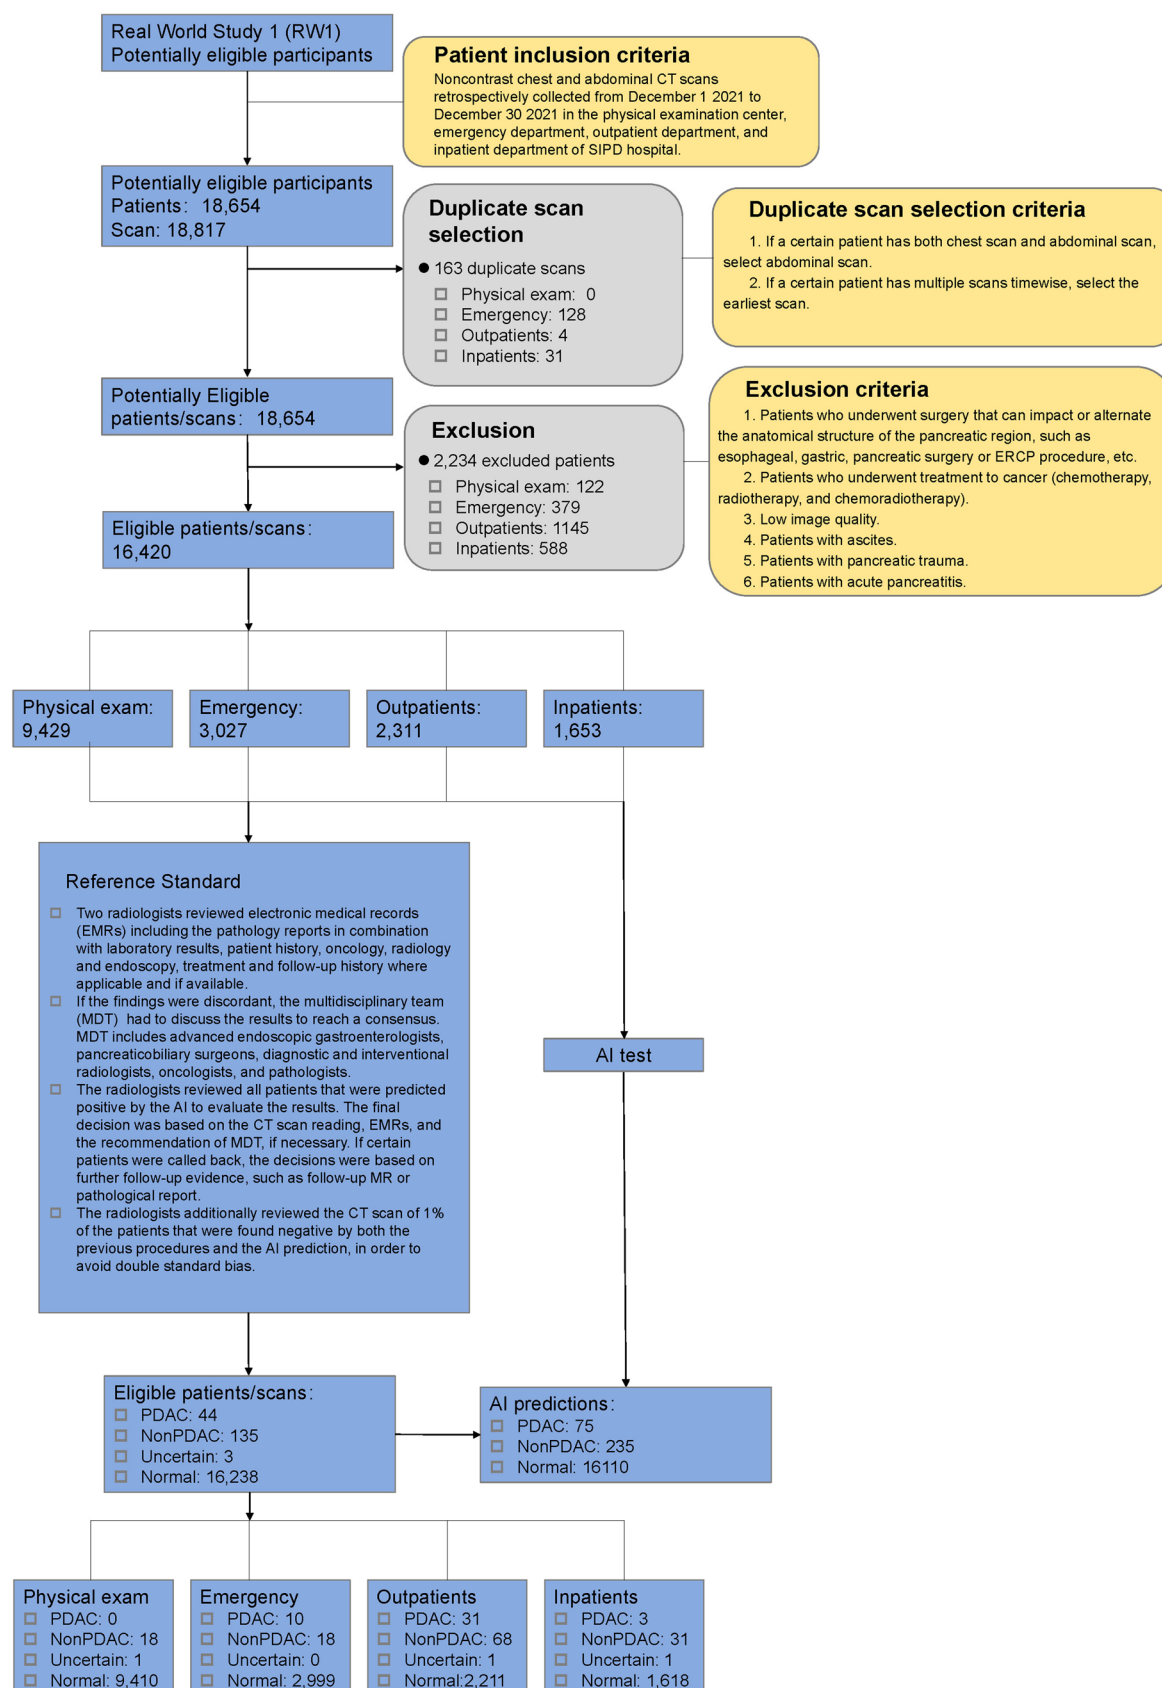 Real World Study 1 (RW1)
Potentially eligible participants
Patient inclusion criteria
Noncontrast chest and abdominal CT scans
retrospectively collected from December 1 2021 to
December 30 2021 in the physical examination center,
emergency department, outpatient department, and
inpatient department of SIPD hospital.
Potentially eligible participants
Patients: 18,654
Scan: 18,817
Duplicate scan
selection
163 duplicate scans
Physical exam: 0
Emergency: 128
Outpatients: 4
Inpatients: 31
Duplicate scan selection criteria
1. If a certain patient has both chest scan and abdominal scan,
select abdominal scan.
2. If a certain patient has multiple scans timewise, select the
earliest scan.
Potentially Eligible
patients/scans: 18,654
Exclusion
2,234 excluded patients
Physical exam: 122
Emergency: 379
Outpatients: 1145
Inpatients: 588
Exclusion criteria
1. Patients who underwent surgery that can impact or alternate
the anatomical structure of the pancreatic region, such as
esophageal, gastric, pancreatic surgery or ERCP procedure, etc.
2. Patients who underwent treatment to cancer (chemotherapy,
radiotherapy, and chemoradiotherapy).
3. Low image quality.
4. Patients with ascites.
5. Patients with pancreatic trauma.
6. Patients with acute pancreatitis.
Eligible patients/scans:
16,420
Physical exam:
9,429
Emergency:
3,027
Outpatients:
2,311
Inpatients:
1,653
Reference Standard
Two radiologists reviewed electronic medical records
(EMRs) including the pathology reports in combination
with laboratory results, patient history, oncology, radiology
and endoscopy, treatment and follow-up history where
applicable and if available.
If the findings were discordant, the multidisciplinary team
(MDT) had to discuss the results to reach a consensus.
MDT includes advanced endoscopic gastroenterologists,
pancreaticobiliary surgeons, diagnostic and interventional
radiologists, oncologists, and pathologists.
The radiologists reviewed all patients that were predicted
positive by the AI to evaluate the results. The final
decision was based on the CT scan reading, EMRs, and
the recommendation of MDT, if necessary. If certain
patients were called back, the decisions were based on
further follow-up evidence, such as follow-up MR or
pathological report.
The radiologists additionally reviewed the CT scan of 1%
of the patients that were found negative by both the
previous procedures and the AI prediction, in order to
avoid double standard bias.
AI test
Eligible patients/scans:
PDAC: 44
NonPDAC: 135
Uncertain: 3
Normal: 16,238
AI predictions:
PDAC: 75
NonPDAC: 235
Normal: 16110
Physical exam
PDAC: 0
NonPDAC: 18
Uncertain: 1
Normal: 9,410
Emergency
PDAC: 10
NonPDAC: 18
Uncertain: 0
Normal: 2,999
Outpatients
PDAC: 31
NonPDAC: 68
Uncertain: 1
Normal:2,211
Inpatients
PDAC: 3
NonPDAC: 31
Uncertain: 1
Normal: 1,618